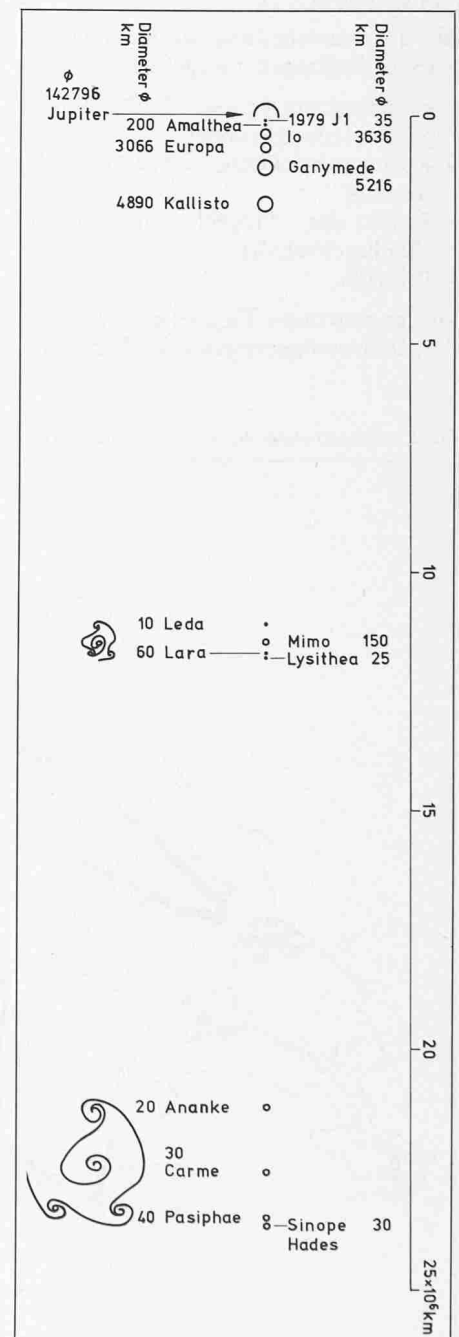 Diameter ø
km
Diameter ø
km
ø
142796
Jupiter
1979 J1 35
200 Amalthea
Io 3636
3066 Europa
Ganymede
5216
4890 Kallisto
0
5
10
10 Leda
Mimo 150
60 Lara
Lysithea 25
15
20
20 Ananke
30
Carme
40 Pasiphae
Sinope 30
Hades
25×10⁶km